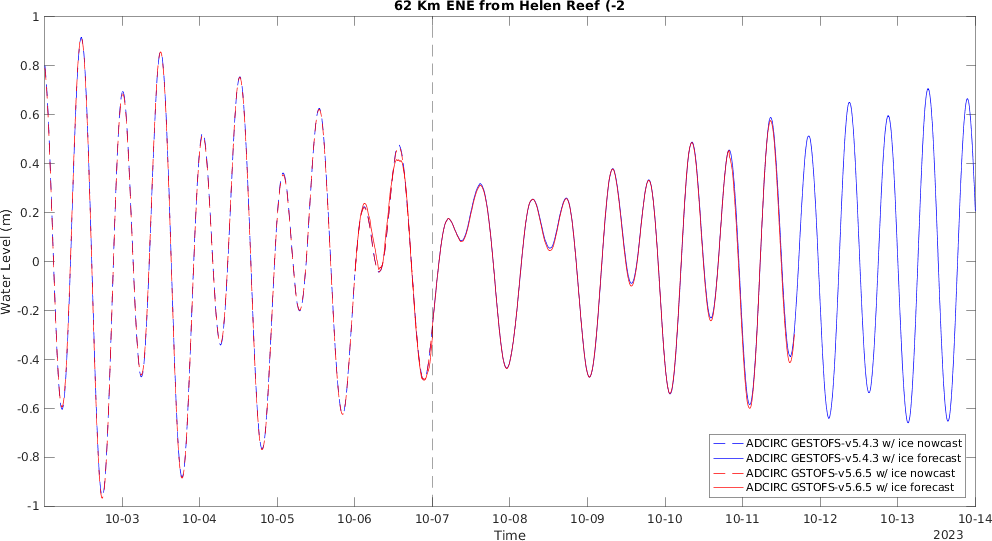 62 Km ENE from Helen Reef (-2
1
0.8
0.6
0.4
0.2
0
-0.2
-0.4
-0.6
-0.8
-1
Water Level (m)
ADCIRC GESTOFS-v5.4.3 w/ ice nowcast
ADCIRC GESTOFS-v5.4.3 w/ ice forecast
ADCIRC GSTOFS-v5.6.5 w/ ice nowcast
ADCIRC GSTOFS-v5.6.5 w/ ice forecast
10-03 10-04 10-05 10-06 10-07 10-08 10-09 10-10 10-11 10-12 10-13 10-14
Time
2023